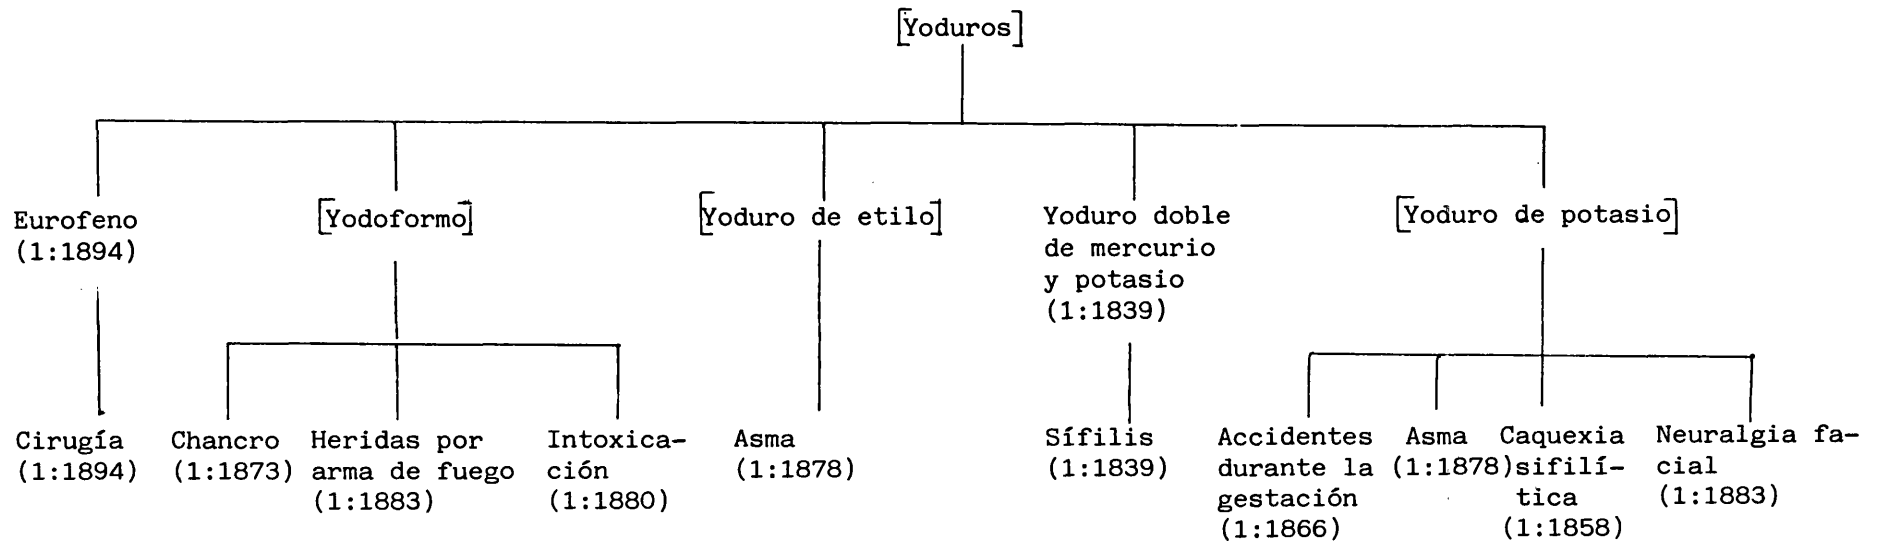 [Yoduros]
Eurofeno
(1:1894)
[Yodoformo]
[Yoduro de etilo]
Yoduro doble
de mercurio
y potasio
(1:1839)
[Yoduro de potasio]
Cirugía
(1:1894)
Chancro
(1:1873)
Heridas por
arma de fuego
(1:1883)
Intoxica-
ción
(1:1880)
Asma
(1:1878)
Sífilis
(1:1839)
Accidentes
durante la
gestación
(1:1866)
Asma
(1:1878)
Caquexia
sifilí-
tica
(1:1858)
Neuralgia fa-
cial
(1:1883)